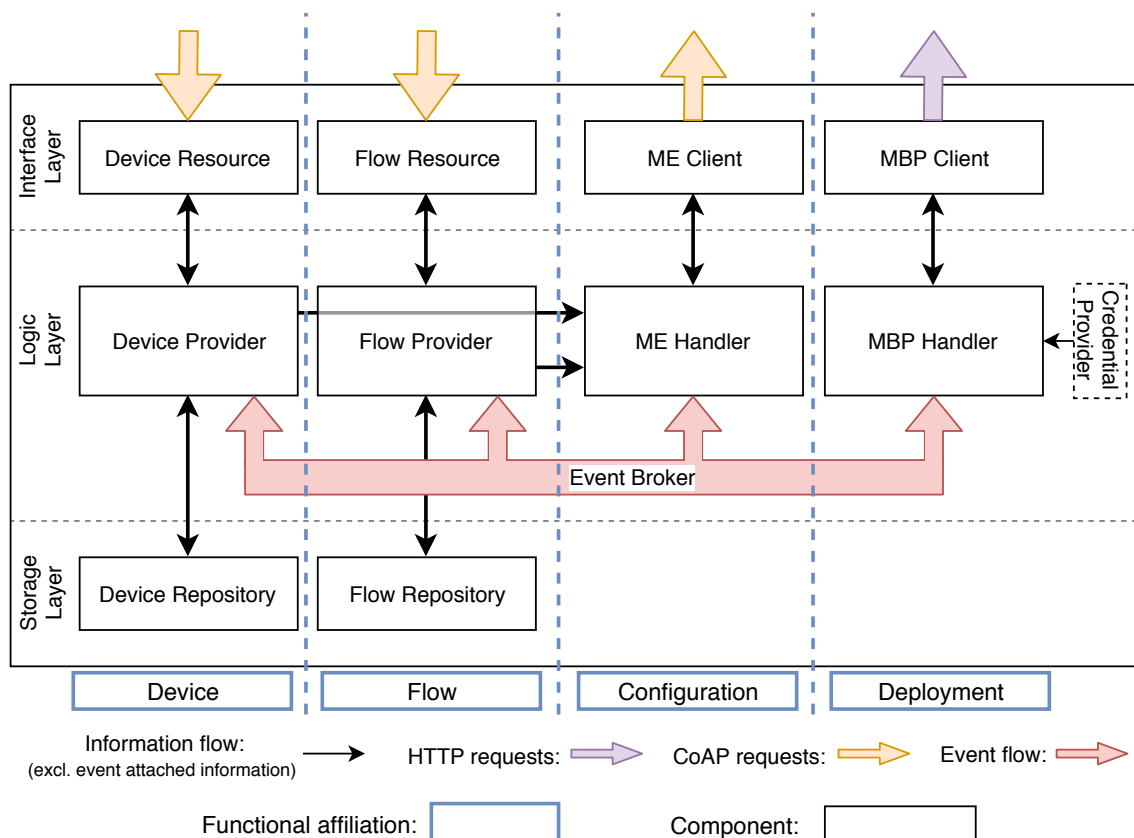 Interface
Layer
Device Resource
Flow Resource
ME Client
MBP Client
Logic
Layer
Device Provider
Flow Provider
ME Handler
MBP Handler
Credential
Provider
Event Broker
Storage
Layer
Device Repository
Flow Repository
Device
Flow
Configuration
Deployment
Information flow:
(excl. event attached information)
HTTP requests:
CoAP requests:
Event flow:
Functional affiliation:
Component: